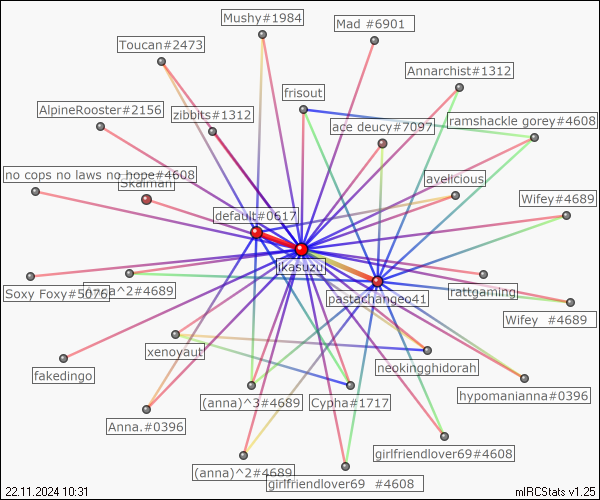 Mushy#1984
Mad #6901
Toucan#2473
Annarchist#1312
frisout
AlpineRooster#2156
zibbits#1312
ace deucy#7097
ramshackle gorey#4608
no cops no laws no hope#4608
Skaiman
avelicious
Wifey#4689
default#0617
ikasuzu
Soxy Foxy#5076
^2#4689
pastachangeo41
rattgaming
Wifey #4689
xenoyaut
neokingghidorah
fakedingo
(anna)^3#4689
Cypha#1717
hypomanianna#0396
Anna.#0396
girlfriendlover69#4608
(anna)^2#4689
girlfriendlover69 #4608
22.11.2024 10:31
mIRCStats v1.25